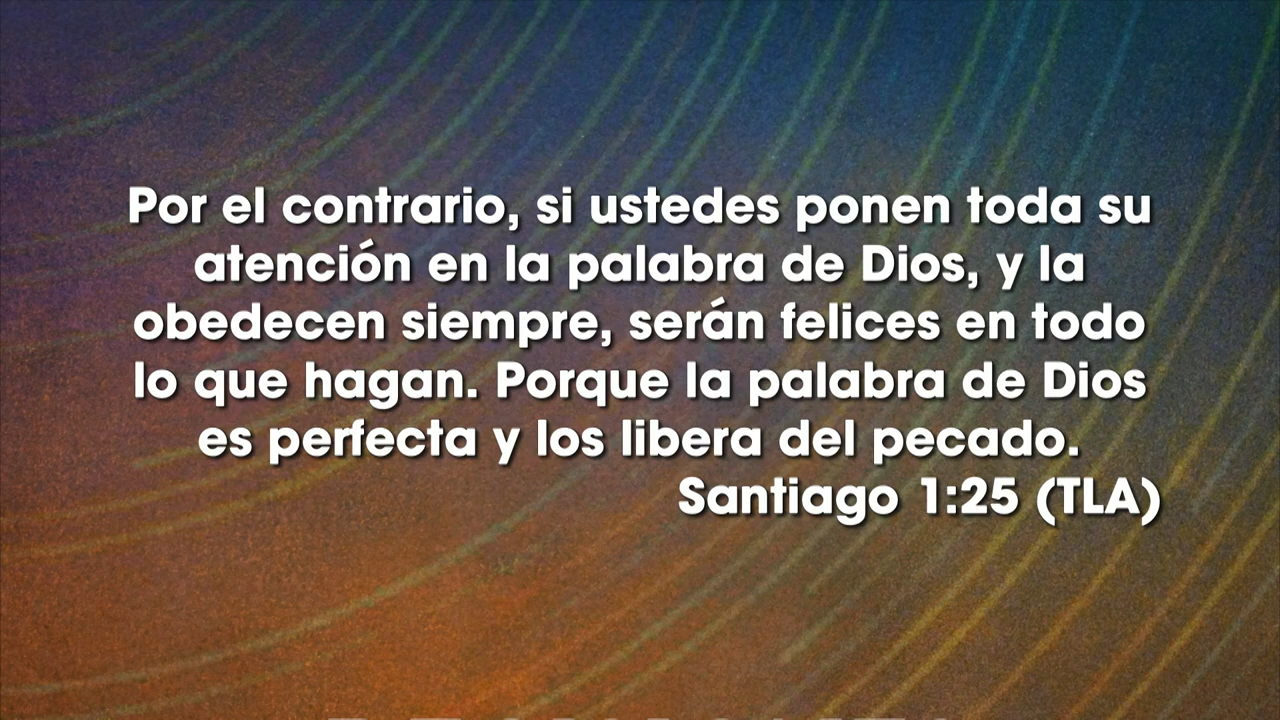 Por el contrario, si ustedes ponen toda su
atención en la palabra de Dios, y la
obedecen siempre, serán felices en todo
lo que hagan. Porque la palabra de Dios
es perfecta y los libera del pecado.
Santiago 1:25 (TLA)